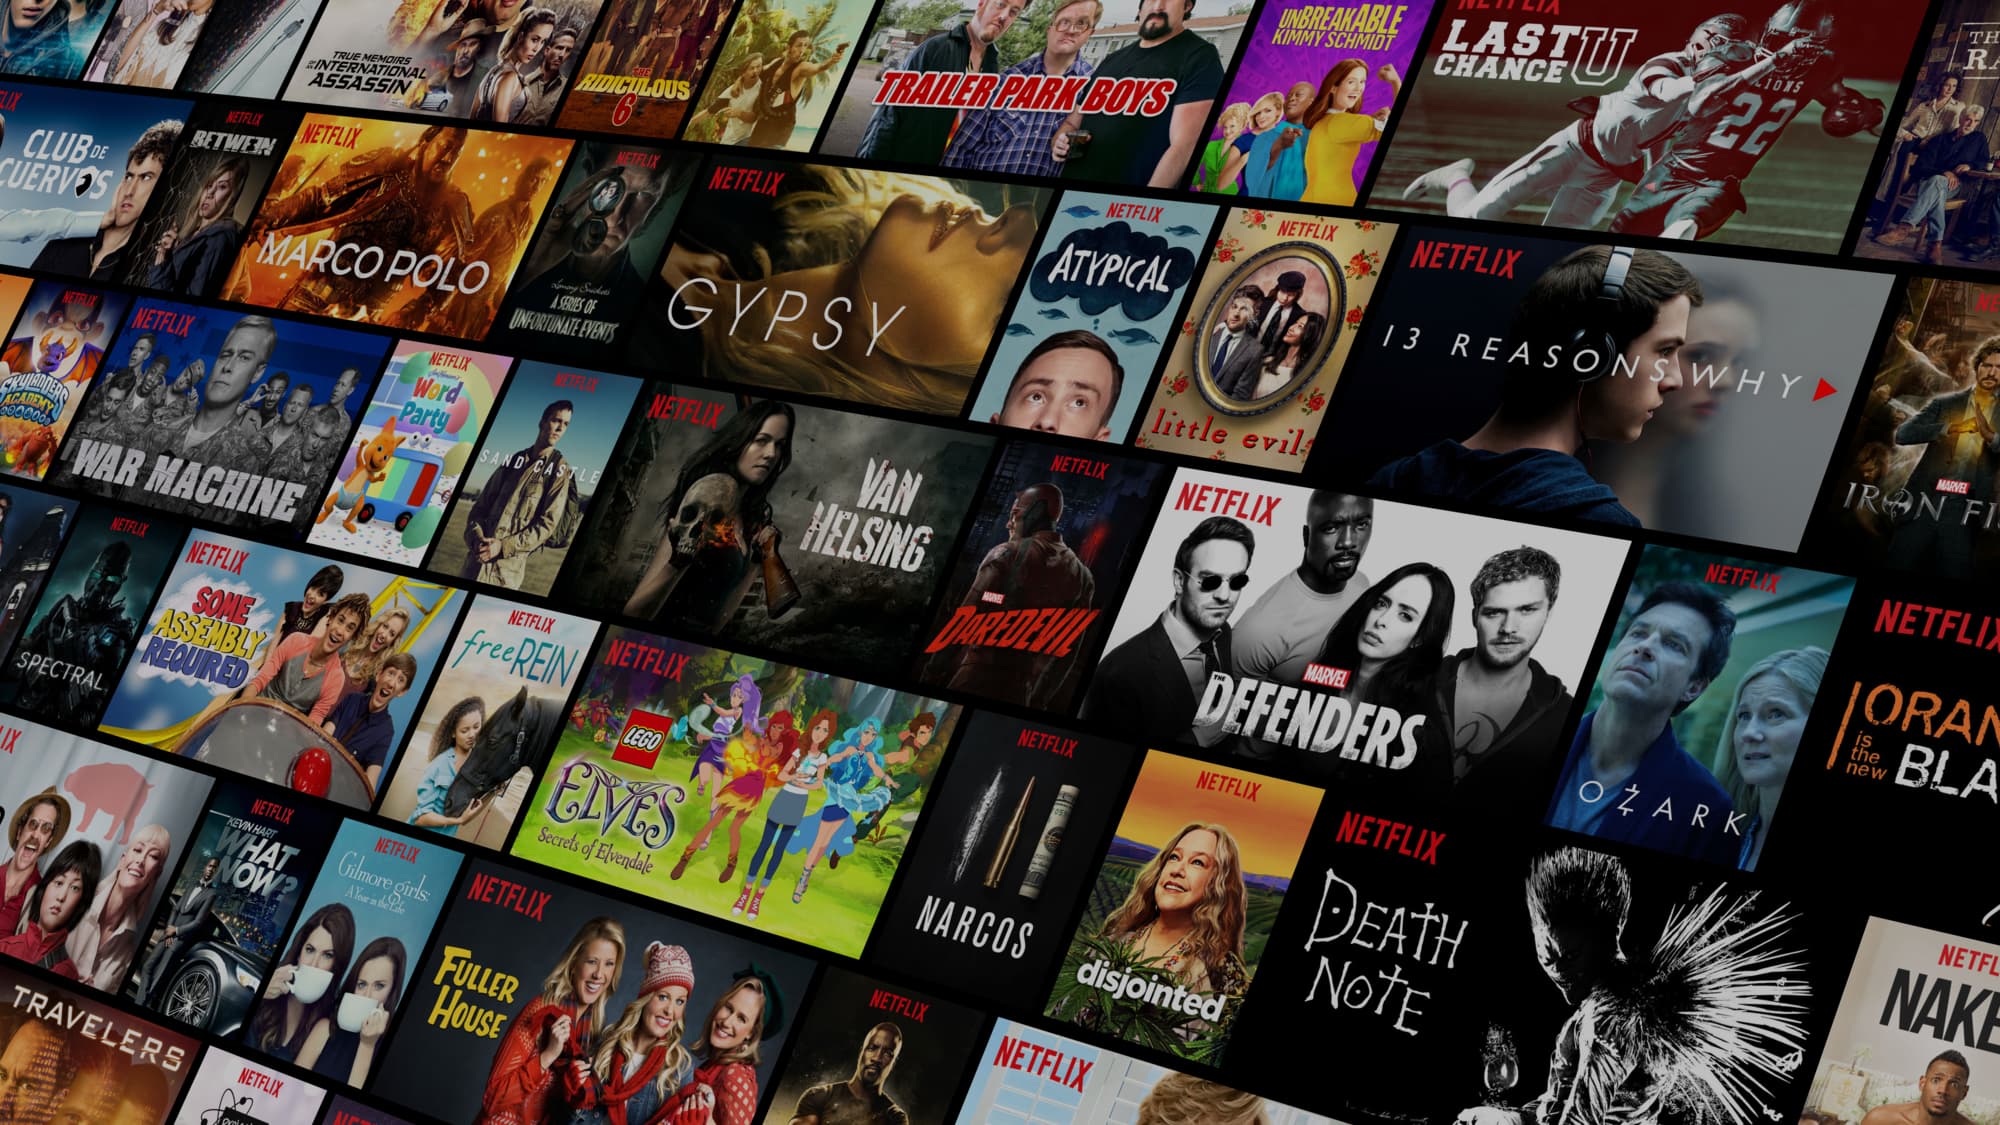 TRUE MEMOIRS
OF AN INTERNATIONAL
ASSASSIN
THE
RIDICULOUS
6
TRAILER PARK BOYS
UNBREAKABLE
KIMMY SCHMIDT
NETFLIX
LAST
CHANCE U
LIONS
22
CLUB DE
CUERVOS
NETFLIX
BETWEEN
NETFLIX
MARCO POLO
NETFLIX
Lemony Snicket's
A SERIES OF
UNFORTUNATE EVENTS
NETFLIX
GYPSY
NETFLIX
ATYPICAL
NETFLIX
little evil
NETFLIX
13 REASONS WHY
MARVEL
IRON FIS
NETFLIX
SKYLANDERS
ACADEMY
NETFLIX
WAR MACHINE
NETFLIX
Word
Party
NETFLIX
SAND CASTLE
NETFLIX
VAN
HELSING
NETFLIX
MARVEL
DAREDEVIL
NETFLIX
MARVEL
THE
DEFENDERS
NETFLIX
OZARK
NETFLIX
ORAN
is
the
new
BLA
NETFLIX
SPECTRAL
NETFLIX
SOME
ASSEMBLY
REQUIRED
NETFLIX
free REIN
NETFLIX
LEGO
ELVES
Secrets of Elvendale
NETFLIX
NARCOS
NETFLIX
disjointed
NETFLIX
DEATH
NOTE
NETFL
NAKE
NETFLIX
KEVIN HART
WHAT
NOW?
NETFLIX
Gilmore girls:
A Year in the Life
NETFLIX
FULLER
HOUSE
NETFLIX
NETFLIX
TRAVELERS
NETFLIX